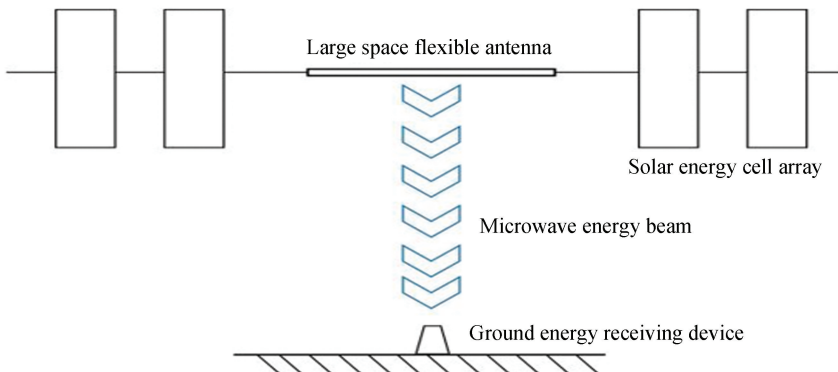 Large space flexible antenna
Solar energy cell array
Microwave energy beam
Ground energy receiving device